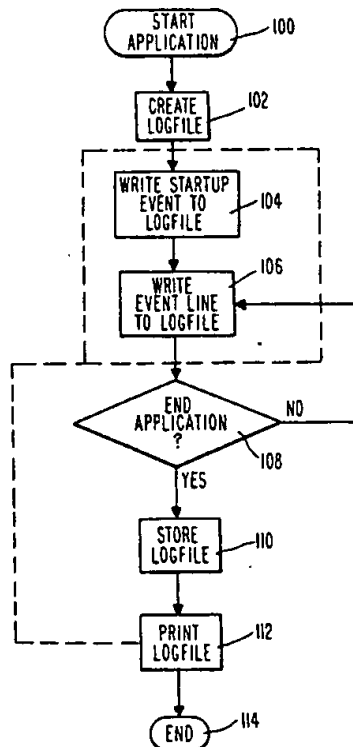 START
APPLICATION
100
CREATE
LOGFILE
102
WRITE STARTUP
EVENT TO
LOGFILE
104
106
WRITE
EVENT LINE
TO LOGFILE
END
APPLICATION
?
NO
108
YES
STORE
LOGFILE
110
PRINT
LOGFILE
112
END
114